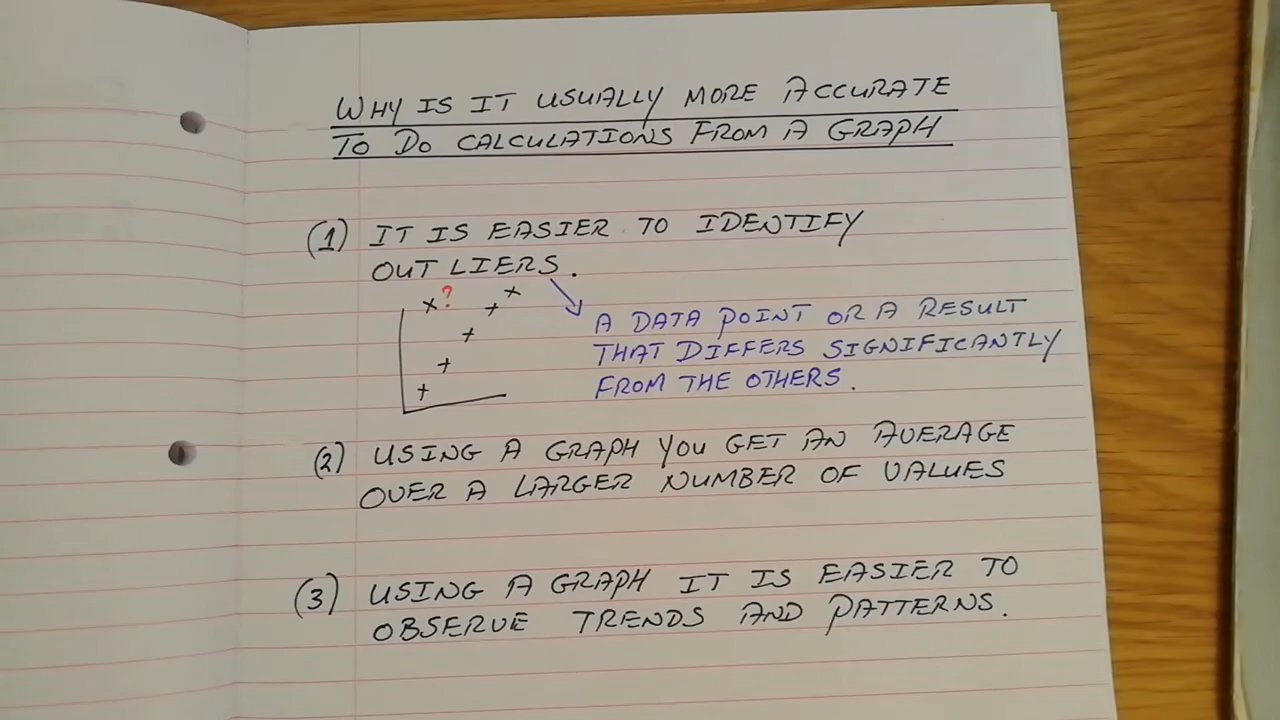 WHY IS IT USUALLY MORE ACCURATE
TO DO CALCULATIONS FROM A GRAPH
(1) IT IS EASIER TO IDENTIFY
OUT LIERS.
?
A DATA POINT OR A RESULT
THAT DIFFERS SIGNIFICANTLY
FROM THE OTHERS.
(2) USING A GRAPH YOU GET AN AVERAGE
OVER A LARGER NUMBER OF VALUES
(3) USING A GRAPH IT IS EASIER TO
OBSERVE TRENDS AND PATTERNS.